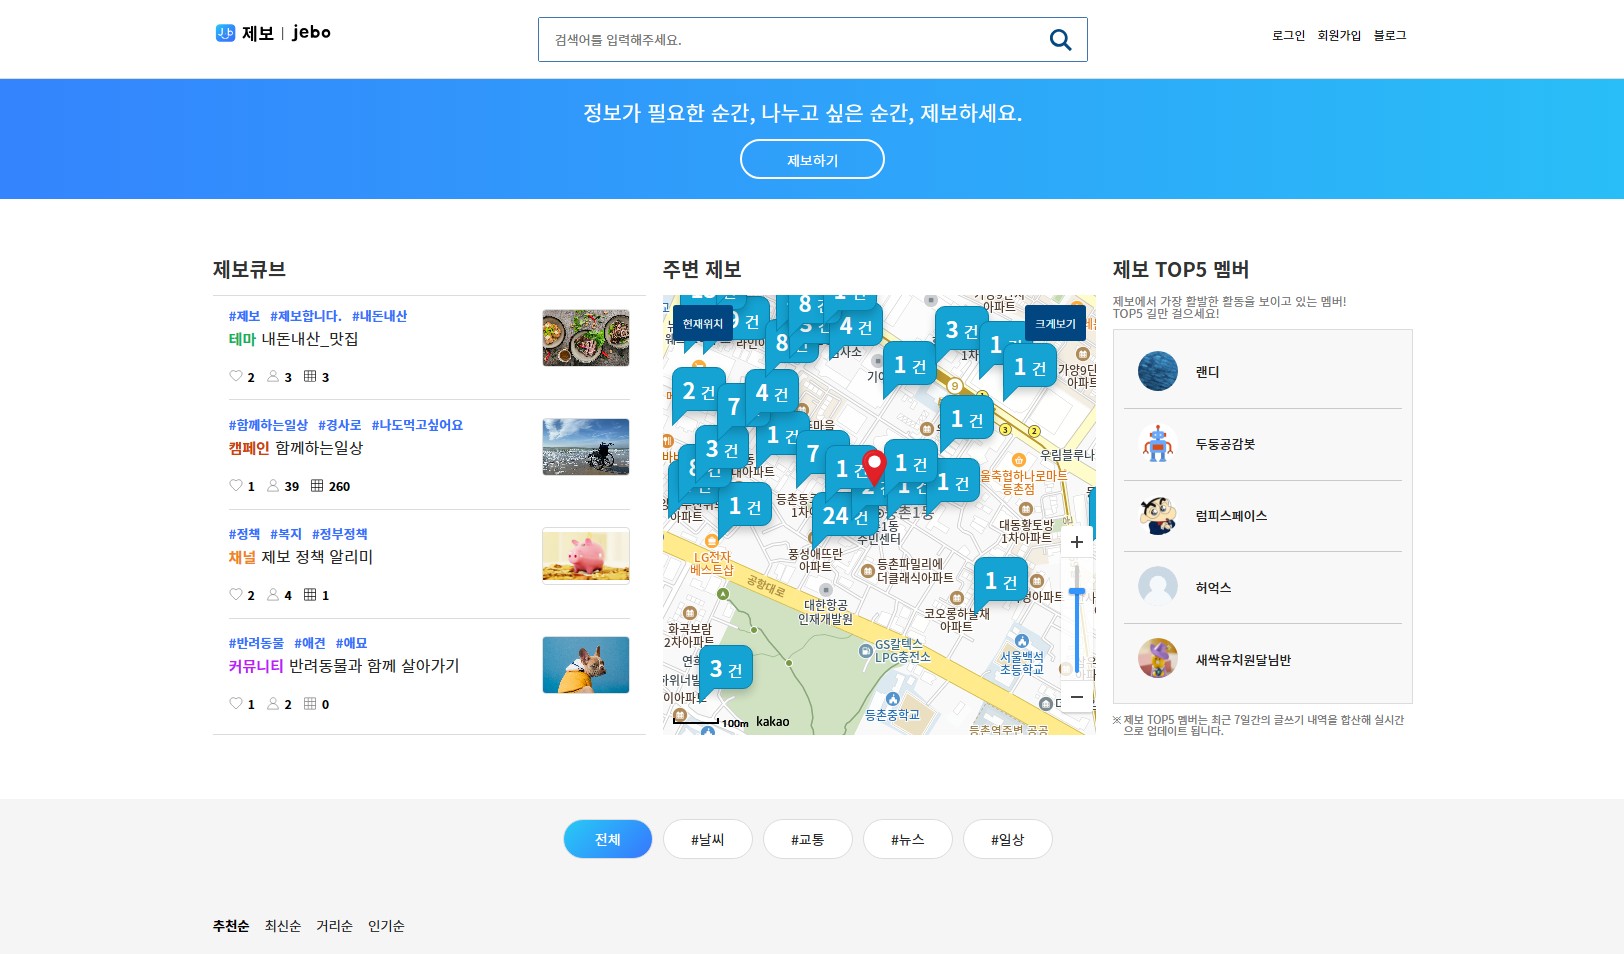 제보 | jebo
검색어를 입력해주세요.
로그인 회원가입 블로그
정보가 필요한 순간, 나누고 싶은 순간, 제보하세요.
제보하기
제보큐브
#제보 #제보합니다. #내돈내산
테마 내돈내산_맛집
2 3 3
#함께하는일상 #경사로 #나도먹고싶어요
캠페인 함께하는일상
1 39 260
#정책 #복지 #정부정책
채널 제보 정책 알리미
2 4 1
#반려동물 #애견 #애묘
커뮤니티 반려동물과 함께 살아가기
1 2 0
주변 제보
현재위치
크게보기
8
4 건
3 건
8
1 건
1
1 건
2 건
7
4 건
1 건
1 건
3 건
7
1
1 건
1 건
1 건
24 건
가양9단
아파트
우림블루나
울축협하나로마트
등촌점
대동황토방
1차아파트
주민센터
LG전자
베스트샵
풍성애뜨란
아파트
등촌파밀리에
더클래식아파트
공항대로
대한항공
인재개발원
1 건
코오롱하늘채
아파트
화곡보람
2차아파트
GS칼텍스
LPG충전소
서울백석
초등학교
3 건
등촌중학교
등촌역주변 공공
100m kakao
제보 TOP5 멤버
제보에서 가장 활발한 활동을 보이고 있는 멤버!
TOP5 길만 걸으세요!
랜디
두둥공감봇
럼피스페이스
허억스
새싹유치원달님반
※ 제보 TOP5 멤버는 최근 7일간의 글쓰기 내역을 합산해 실시간
으로 업데이트 됩니다.
전체 #날씨 #교통 #뉴스 #일상
추천순 최신순 거리순 인기순